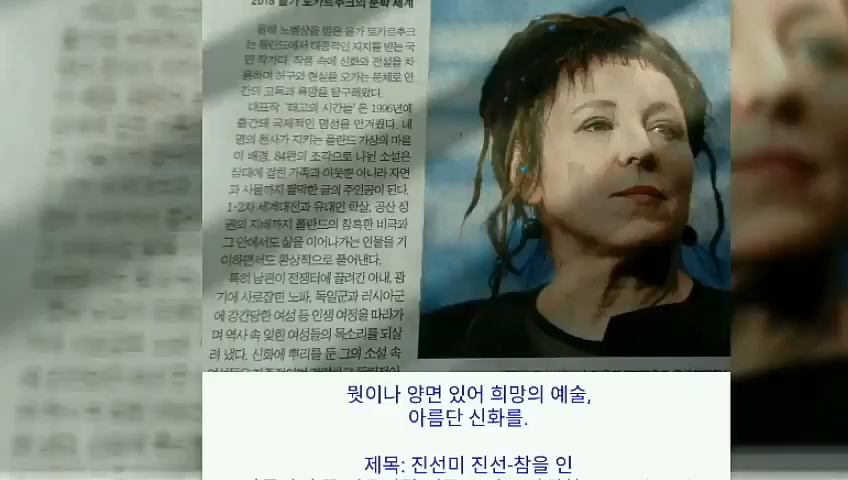 2018 올가 토카르추크의 문학 세계
올해 노벨상을 받은 올가 토카르추크
는 폴란드에서 대중적인 지지를 받는 국
민 작가다. 작품 속에 신화와 전설을 차
용하며 허구와 현실을 오가는 문체로 인
간의 고독과 욕망을 탐구해왔다.
대표작 '태고의 시간들'은 1996년에
출간돼 국제적인 명성을 안겨줬다. 네
명의 천사가 지키는 폴란드 가상의 마을
이 배경. 84편의 조각으로 나뉜 소설은
삼대에 걸친 가족과 이웃뿐 아니라 자연
과 사물까지 짤막한 글의 주인공이 된다.
1·2차 세계대전과 유대인 학살, 공산 정
권의 지배까지 폴란드의 참혹한 비극과
그 안에서도 삶을 이어나가는 인물을 기
이하면서도 환상적으로 풀어낸다.
특히 남편이 전쟁터에 끌려간 아내, 광
기에 사로잡힌 노파, 독일군과 러시아군
에 강간당한 여성 등 인생 여정을 따라가
며 역사 속 잊힌 여성들의 목소리를 되살
려 냈다. 신화에 뿌리를 둔 그의 소설 속
뭣이나 양면 있어 희망의 예술,
아름단 신화를.
제목: 진선미 진선-참을 인